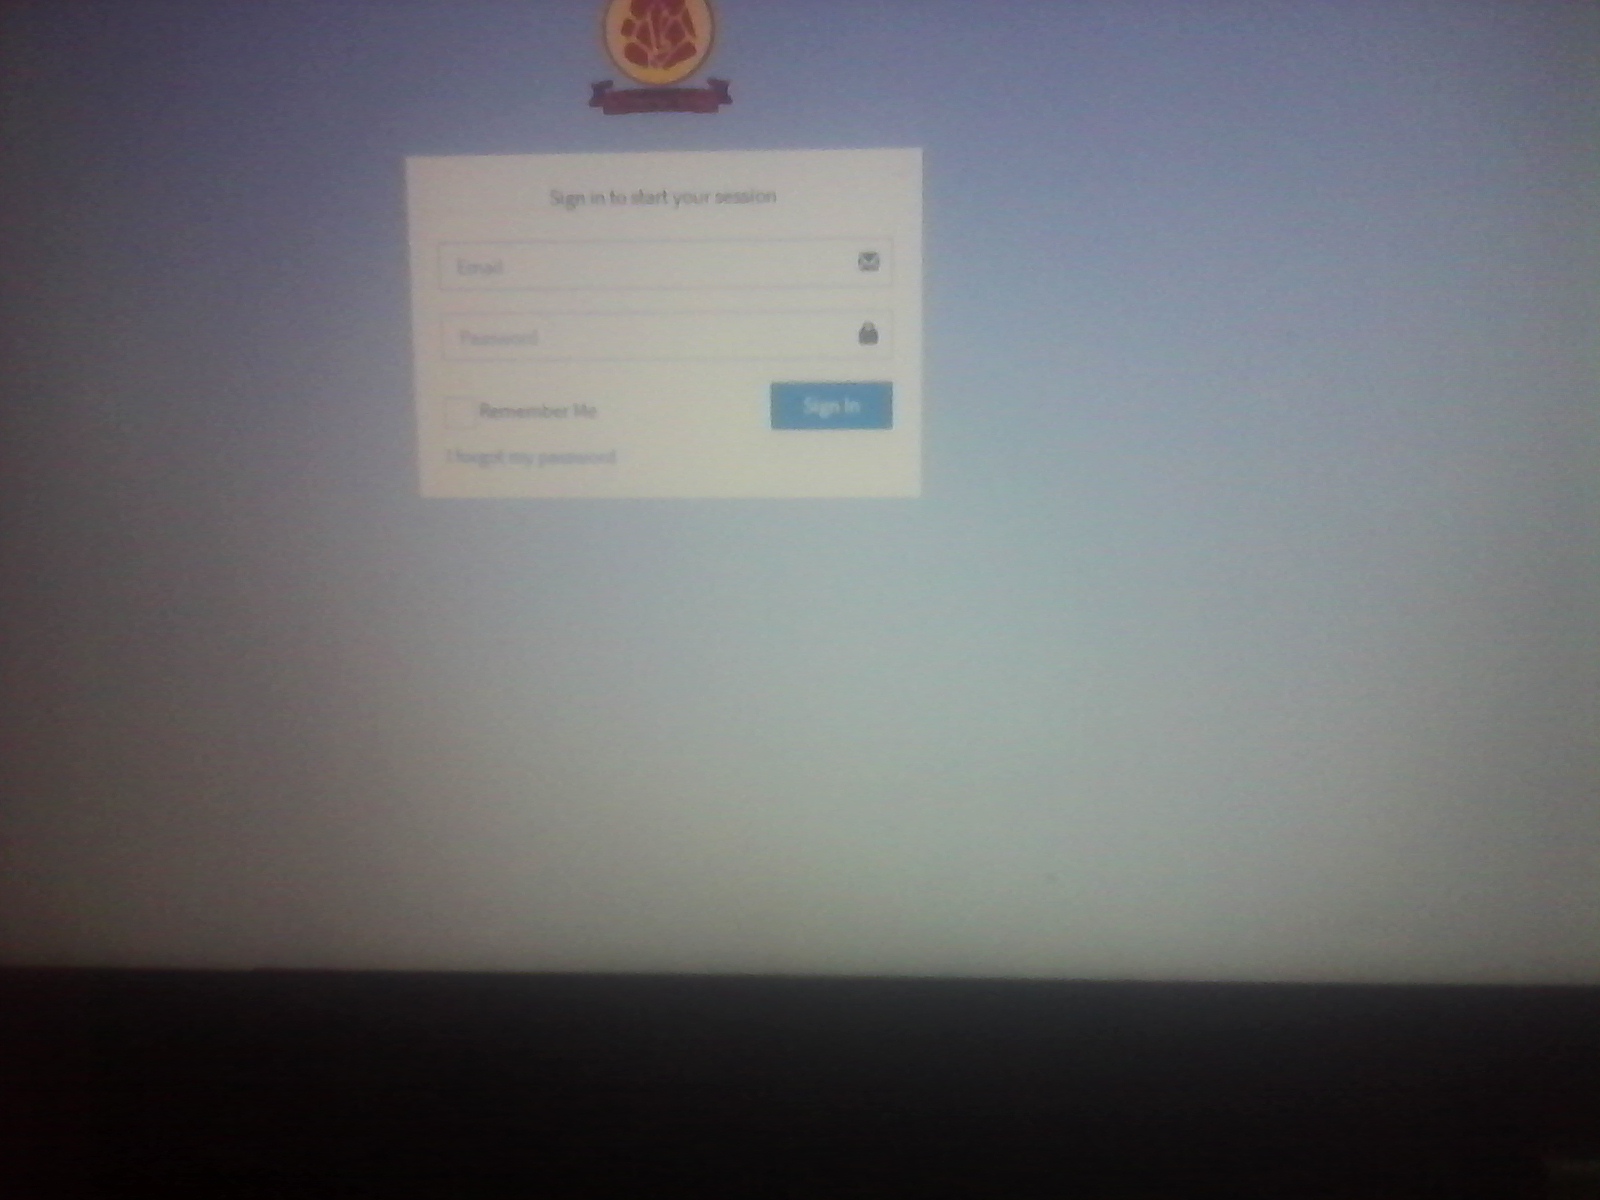 Sign in to start your session
Email
Password
Remember Me
Sign In
I forgot my password